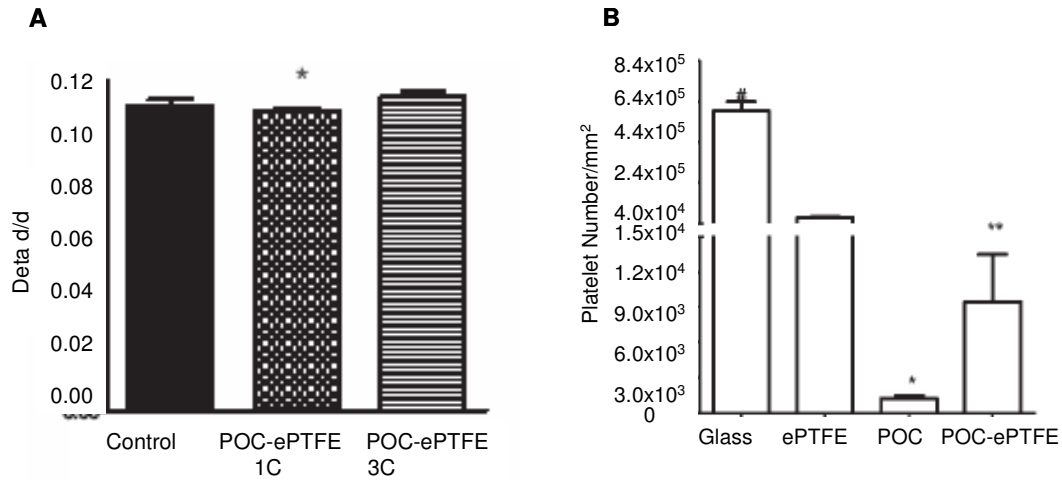 A
Deta d/d
0.12
0.10
0.08
0.06
0.04
0.02
0.00
*
Control
POC-ePTFE
1C
POC-ePTFE
3C
B
Platelet Number/mm²
8.4x10⁵
6.4x10⁵
4.4x10⁵
2.4x10⁵
4.0x10⁴
1.5x10⁴
1.2x10⁴
9.0x10³
6.0x10³
3.0x10³
0
#
*
**
Glass
ePTFE
POC
POC-ePTFE